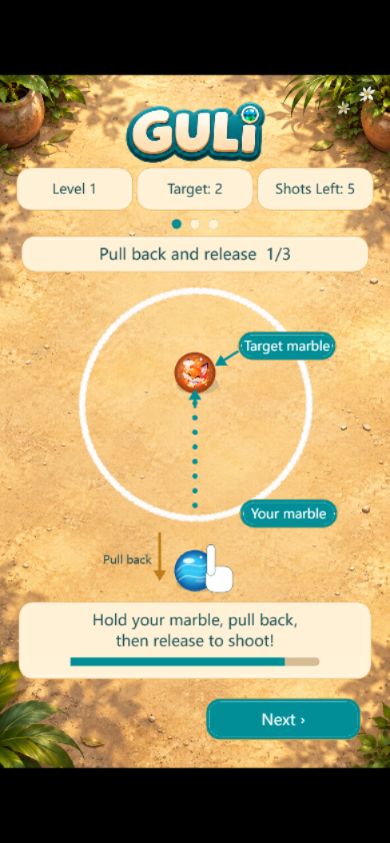 GULi
Level 1
Target: 2
Shots Left: 5
Pull back and release 1/3
Target marble
Your marble
Pull back
Hold your marble, pull back,
then release to shoot!
Next ›